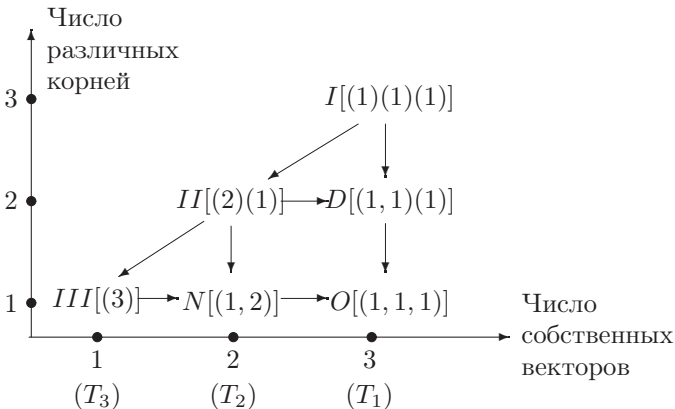 Число
различных
корней
3
I[(1)(1)(1)]
2
II[(2)(1)]
D[(1, 1)(1)]
1
III[(3)]
N[(1, 2)]
O[(1, 1, 1)]
Число
собственных
векторов
1
2
3
(T₃)
(T₂)
(T₁)